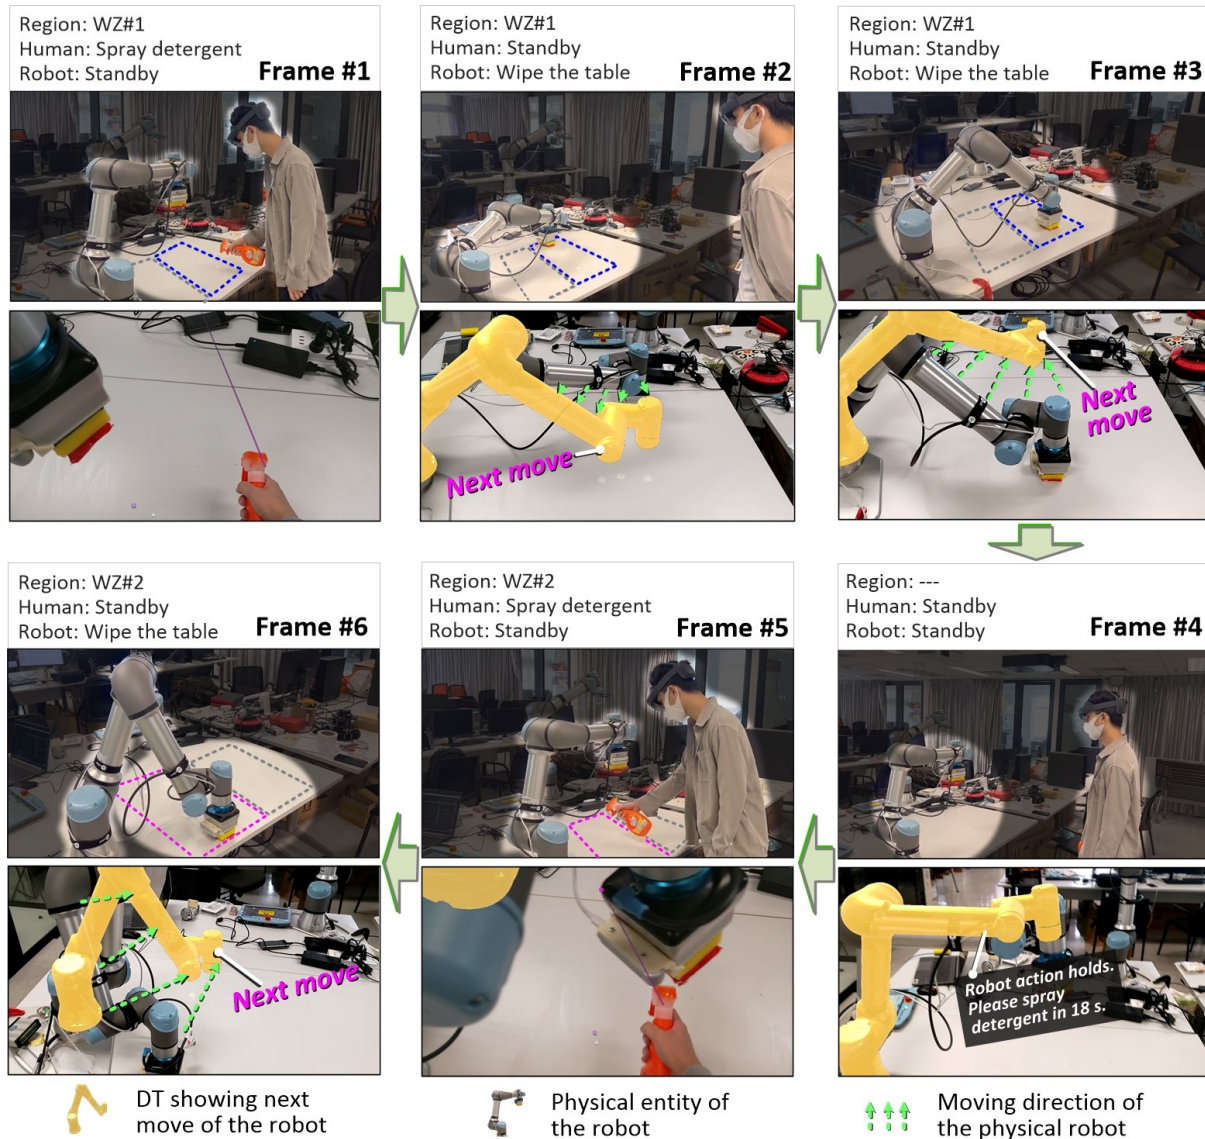 Region: WZ#1
Human: Spray detergent
Robot: Standby
Frame #1
Region: WZ#1
Human: Standby
Robot: Wipe the table
Frame #2
Region: WZ#1
Human: Standby
Robot: Wipe the table
Frame #3
Next move
Next
move
Region: WZ#2
Human: Standby
Robot: Wipe the table
Frame #6
Region: WZ#2
Human: Spray detergent
Robot: Standby
Frame #5
Region: ---
Human: Standby
Robot: Standby
Frame #4
Next move
Robot action holds.
Please spray
detergent in 18 s.
DT showing next
move of the robot
Physical entity of
the robot
Moving direction of
the physical robot